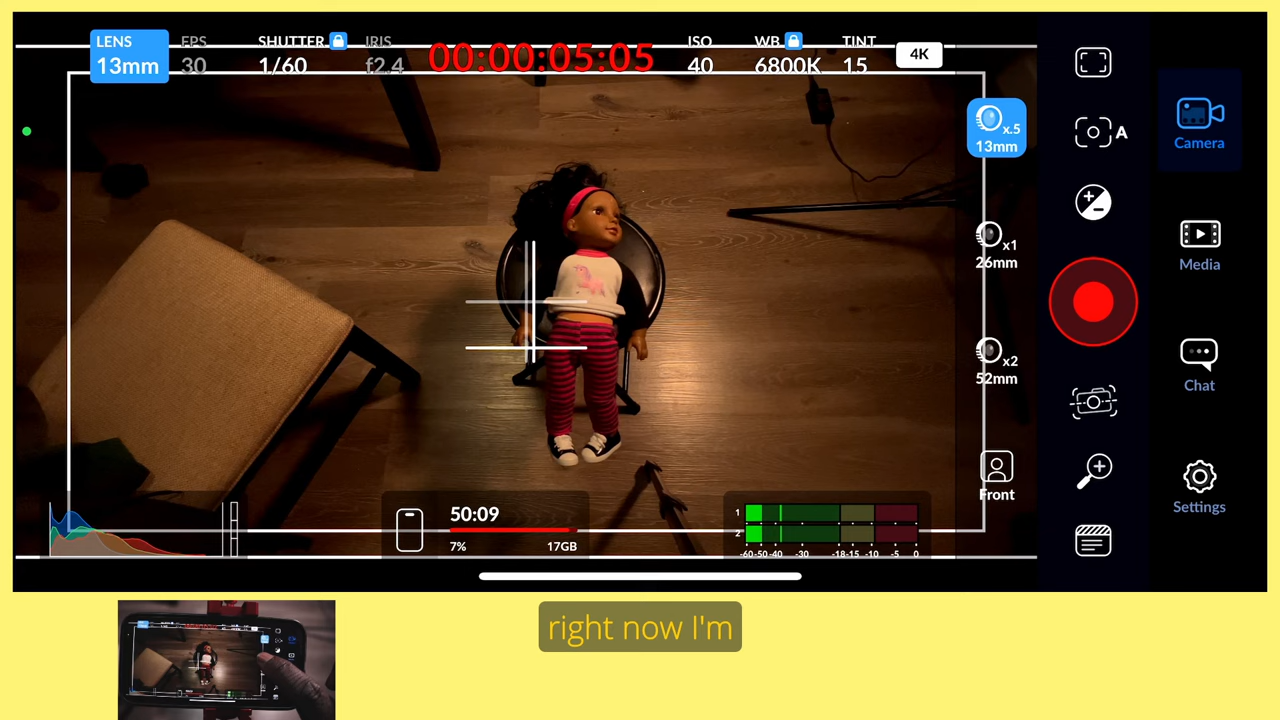 LENS FPS SHUTTER IRIS 00:00:05:05 ISO WB TINT 4K
13mm 30 1/60 f2.4 40 6800K 15
x.5
13mm
x1
26mm
x2
52mm
Front
A
Camera
Media
Chat
Settings
50:09
7% 17GB
1
2
-60 -50 -40 -30 -18 -15 -10 -5 0
right now I'm